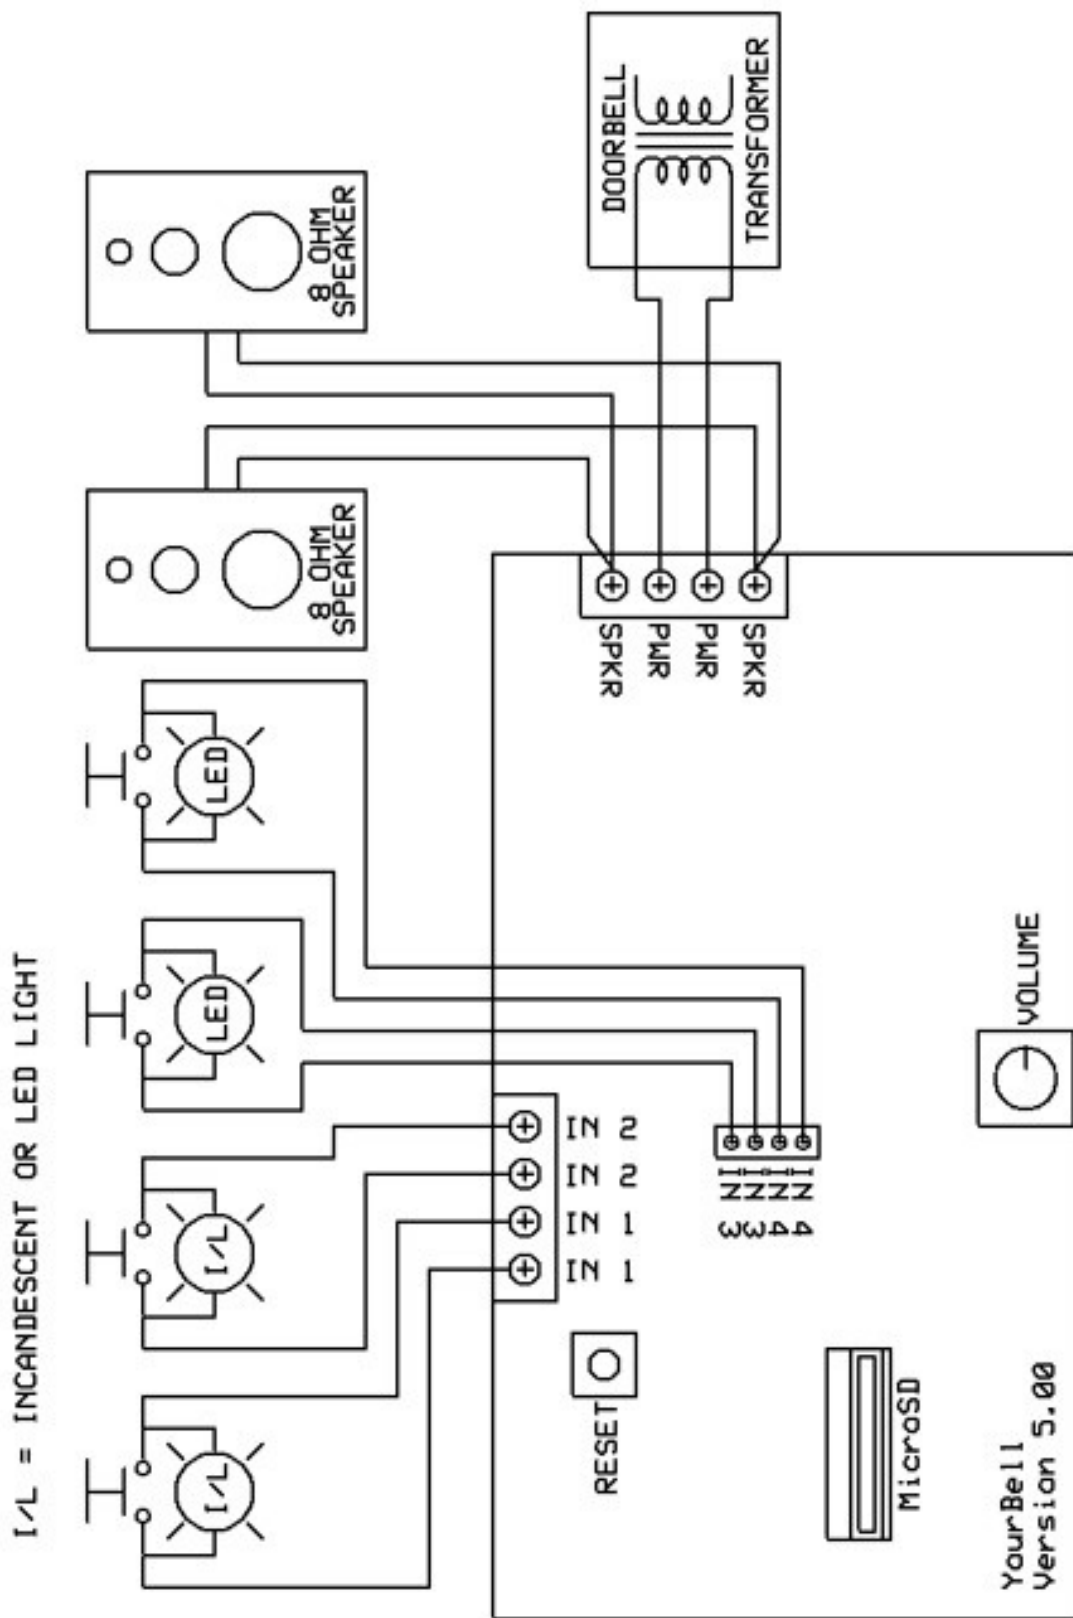 I/L = INCANDESCENT OR LED LIGHT
I/L
I/L
LED
LED
8 OHM
SPEAKER
8 OHM
SPEAKER
DOORBELL
TRANSFORMER
SPKR
PWR
PWR
SPKR
IN 2
IN 2
IN 1
IN 1
IN 3
IN 3
IN 4
IN 4
RESET
MicroSD
VOLUME
YourBell
Version 5.00